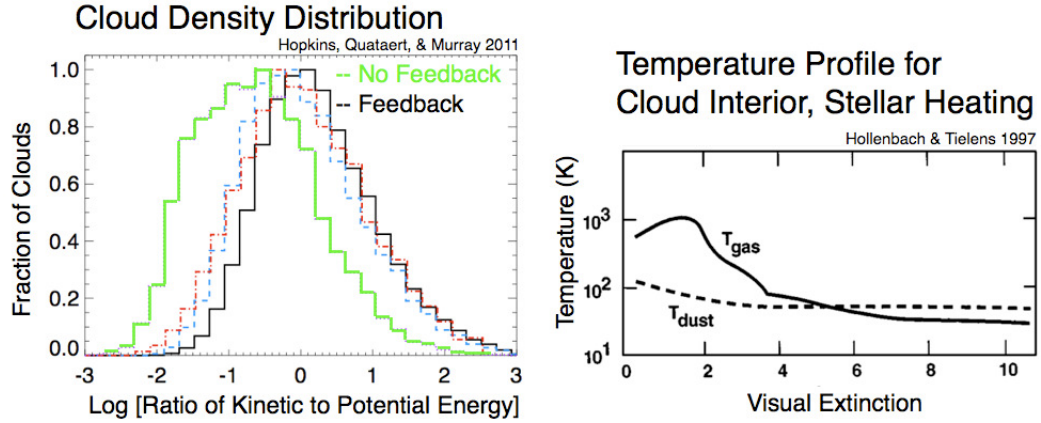 Cloud Density Distribution
Hopkins, Quataert, & Murray 2011
No Feedback
Feedback
1.0
0.8
0.6
0.4
0.2
0.0
Fraction of Clouds
-3 -2 -1 0 1 2 3
Log [Ratio of Kinetic to Potential Energy]
Temperature Profile for
Cloud Interior, Stellar Heating
Hollenbach & Tielens 1997
Temperature (K)
10³
10²
10¹
Tgas
Tdust
0 2 4 6 8 10
Visual Extinction